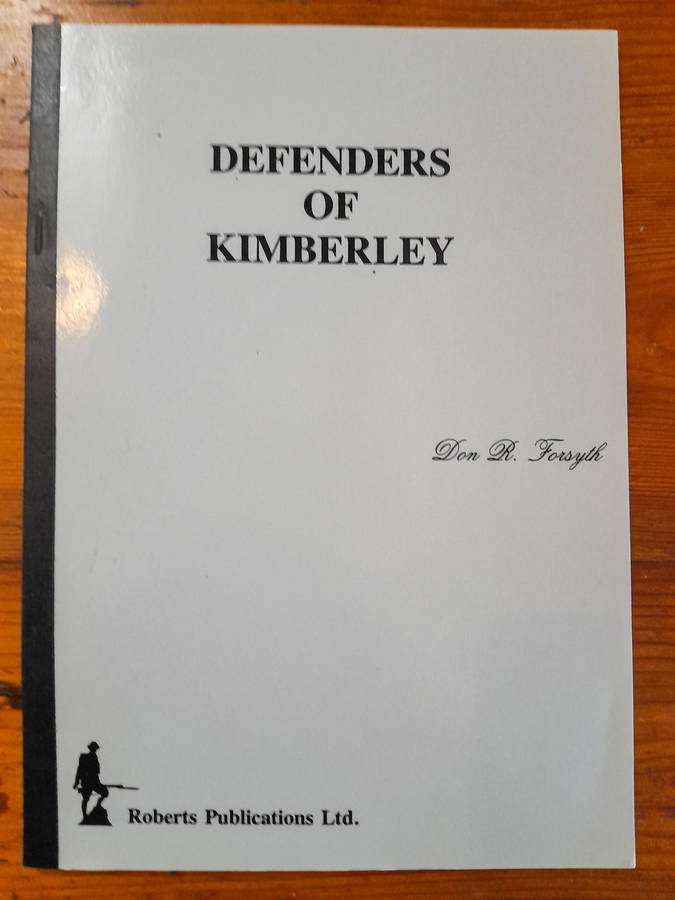 DEFENDERS
OF
KIMBERLEY
Don R. Forsyth
Roberts Publications Ltd.